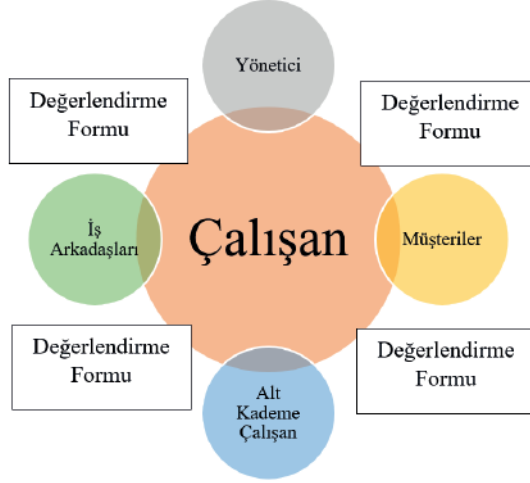 Yönetici
Değerlendirme
Formu
Değerlendirme
Formu
İş
Arkadaşları
Çalışan
Müşteriler
Değerlendirme
Formu
Değerlendirme
Formu
Alt
Kademe
Çalışan